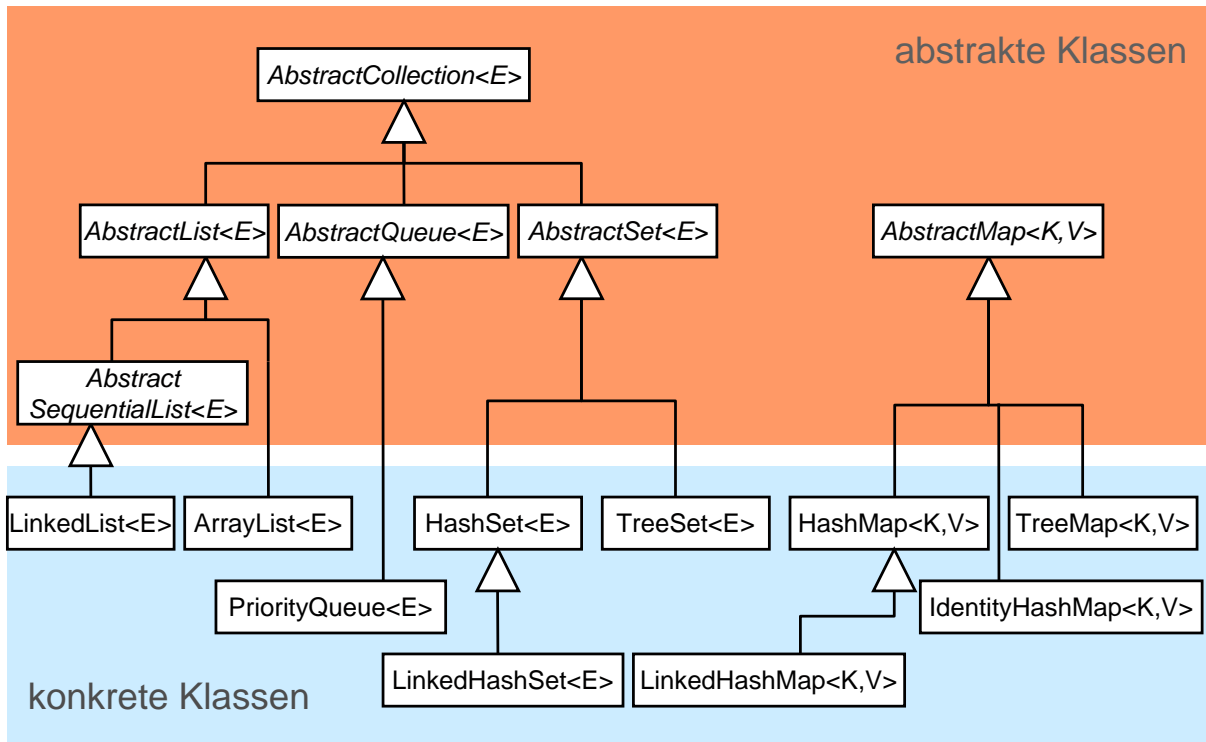 abstrakte Klassen
AbstractCollection<E>
AbstractList<E>
AbstractQueue<E>
AbstractSet<E>
AbstractMap<K,V>
Abstract
SequentialList<E>
LinkedList<E>
ArrayList<E>
HashSet<E>
TreeSet<E>
HashMap<K,V>
TreeMap<K,V>
PriorityQueue<E>
IdentityHashMap<K,V>
LinkedHashSet<E>
LinkedHashMap<K,V>
konkrete Klassen